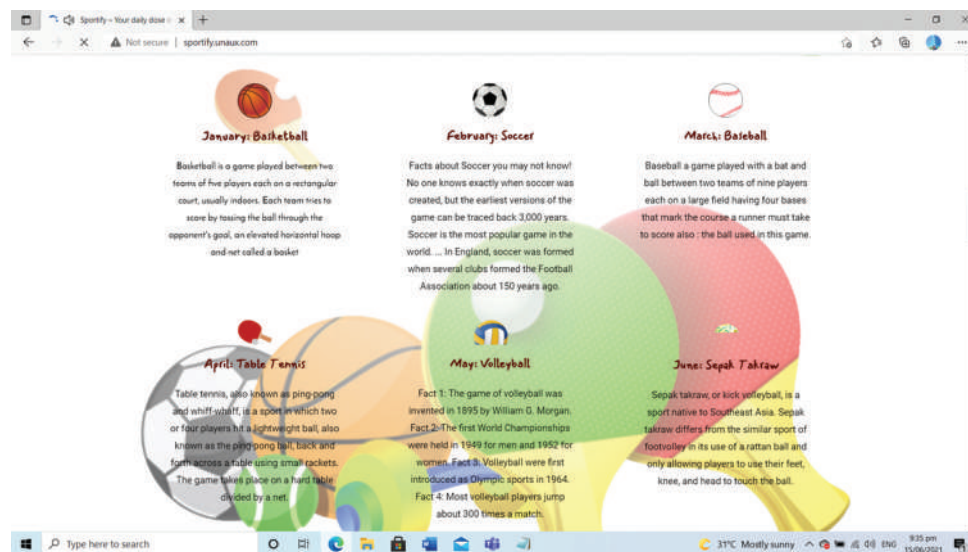 Sportify – Your daily dose
Not secure | sportify.unaux.com
January: Basketball
Basketball is a game played between two
teams of five players each on a rectangular
court, usually indoors. Each team tries to
score by tossing the ball through the
opponent's goal, an elevated horizontal hoop
and net called a basket
February: Soccer
Facts about Soccer you may not know!
No one knows exactly when soccer was
created, but the earliest versions of the
game can be traced back 3,000 years.
Soccer is the most popular game in the
world. ... In England, soccer was formed
when several clubs formed the Football
Association about 150 years ago.
March: Baseball
Baseball a game played with a bat and
ball between two teams of nine players
each on a large field having four bases
that mark the course a runner must take
to score also : the ball used in this game.
April: Table Tennis
Table tennis, also known as ping-pong
and whiff-whaff, is a sport in which two
or four players hit a lightweight ball, also
known as the ping-pong ball, back and
forth across a table using small rackets.
The game takes place on a hard table
divided by a net.
May: Volleyball
Fact 1: The game of volleyball was
invented in 1895 by William G. Morgan.
Fact 2: The first World Championships
were held in 1949 for men and 1952 for
women. Fact 3: Volleyball were first
introduced as Olympic sports in 1964.
Fact 4: Most volleyball players jump
about 300 times a match.
June: Sepak Takraw
Sepak takraw, or kick volleyball, is a
sport native to Southeast Asia. Sepak
takraw differs from the similar sport of
footvolley in its use of a rattan ball and
only allowing players to use their feet,
knee, and head to touch the ball.
Type here to search
31°C Mostly sunny
ENG
9:35 pm
15/06/2021